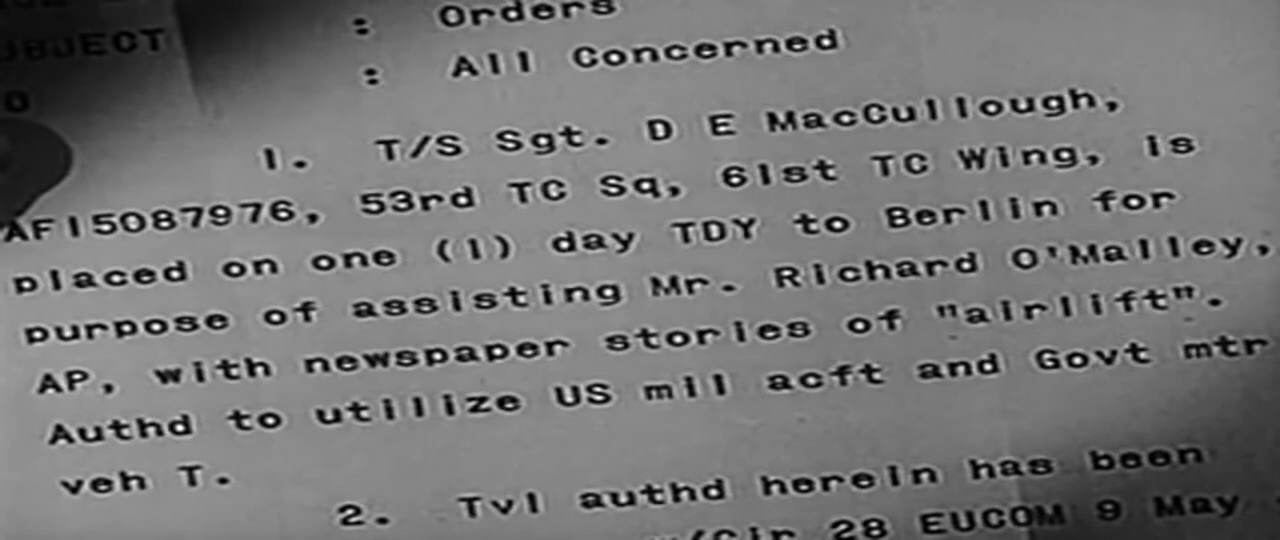 : Orders
: All Concerned
1. T/S Sgt. D E MacCullough,
AF15087976, 53rd TC Sq, 61st TC Wing, is
placed on one (1) day TDY to Berlin for
purpose of assisting Mr. Richard O'Malley,
AP, with newspaper stories of "airlift".
Authd to utilize US mil acft and Govt mtr
veh T.
2. Tvl authd herein has been
28 EUCOM 9 May